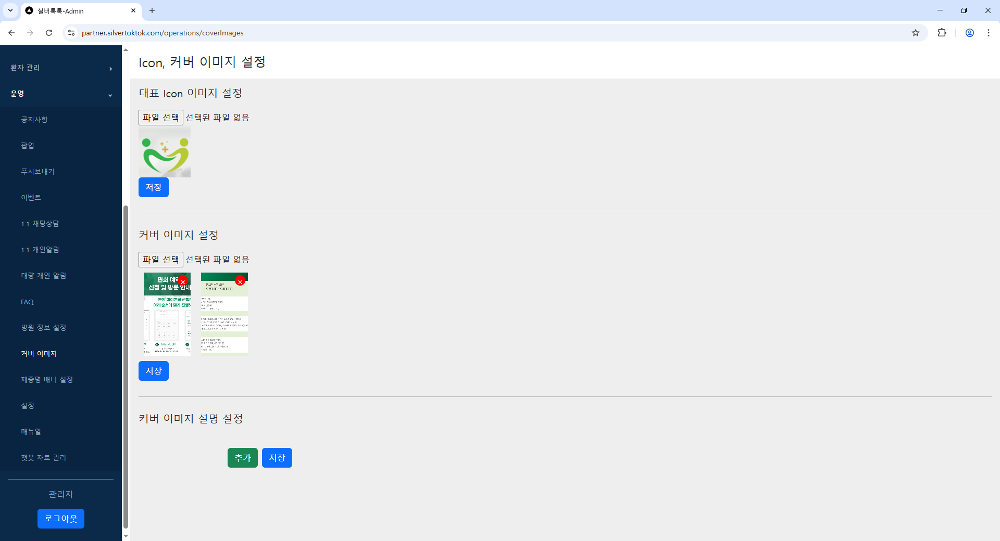 실버톡톡-Admin
partner.silvertoktok.com/operations/coverImages
환자 관리
운영
공지사항
팝업
푸시보내기
이벤트
1:1 채팅상담
1:1 개인알림
대량 개인 알림
FAQ
병원 정보 설정
커버 이미지
제증명 배너 설정
설정
매뉴얼
챗봇 자료 관리
관리자
로그아웃
Icon, 커버 이미지 설정
대표 Icon 이미지 설정
파일 선택 선택된 파일 없음
저장
커버 이미지 설정
파일 선택 선택된 파일 없음
면회 예약
신청 및 방문 안내
'면회' 아이콘을 선택
아래 순서에 맞게 진행
저장
커버 이미지 설명 설정
추가 저장